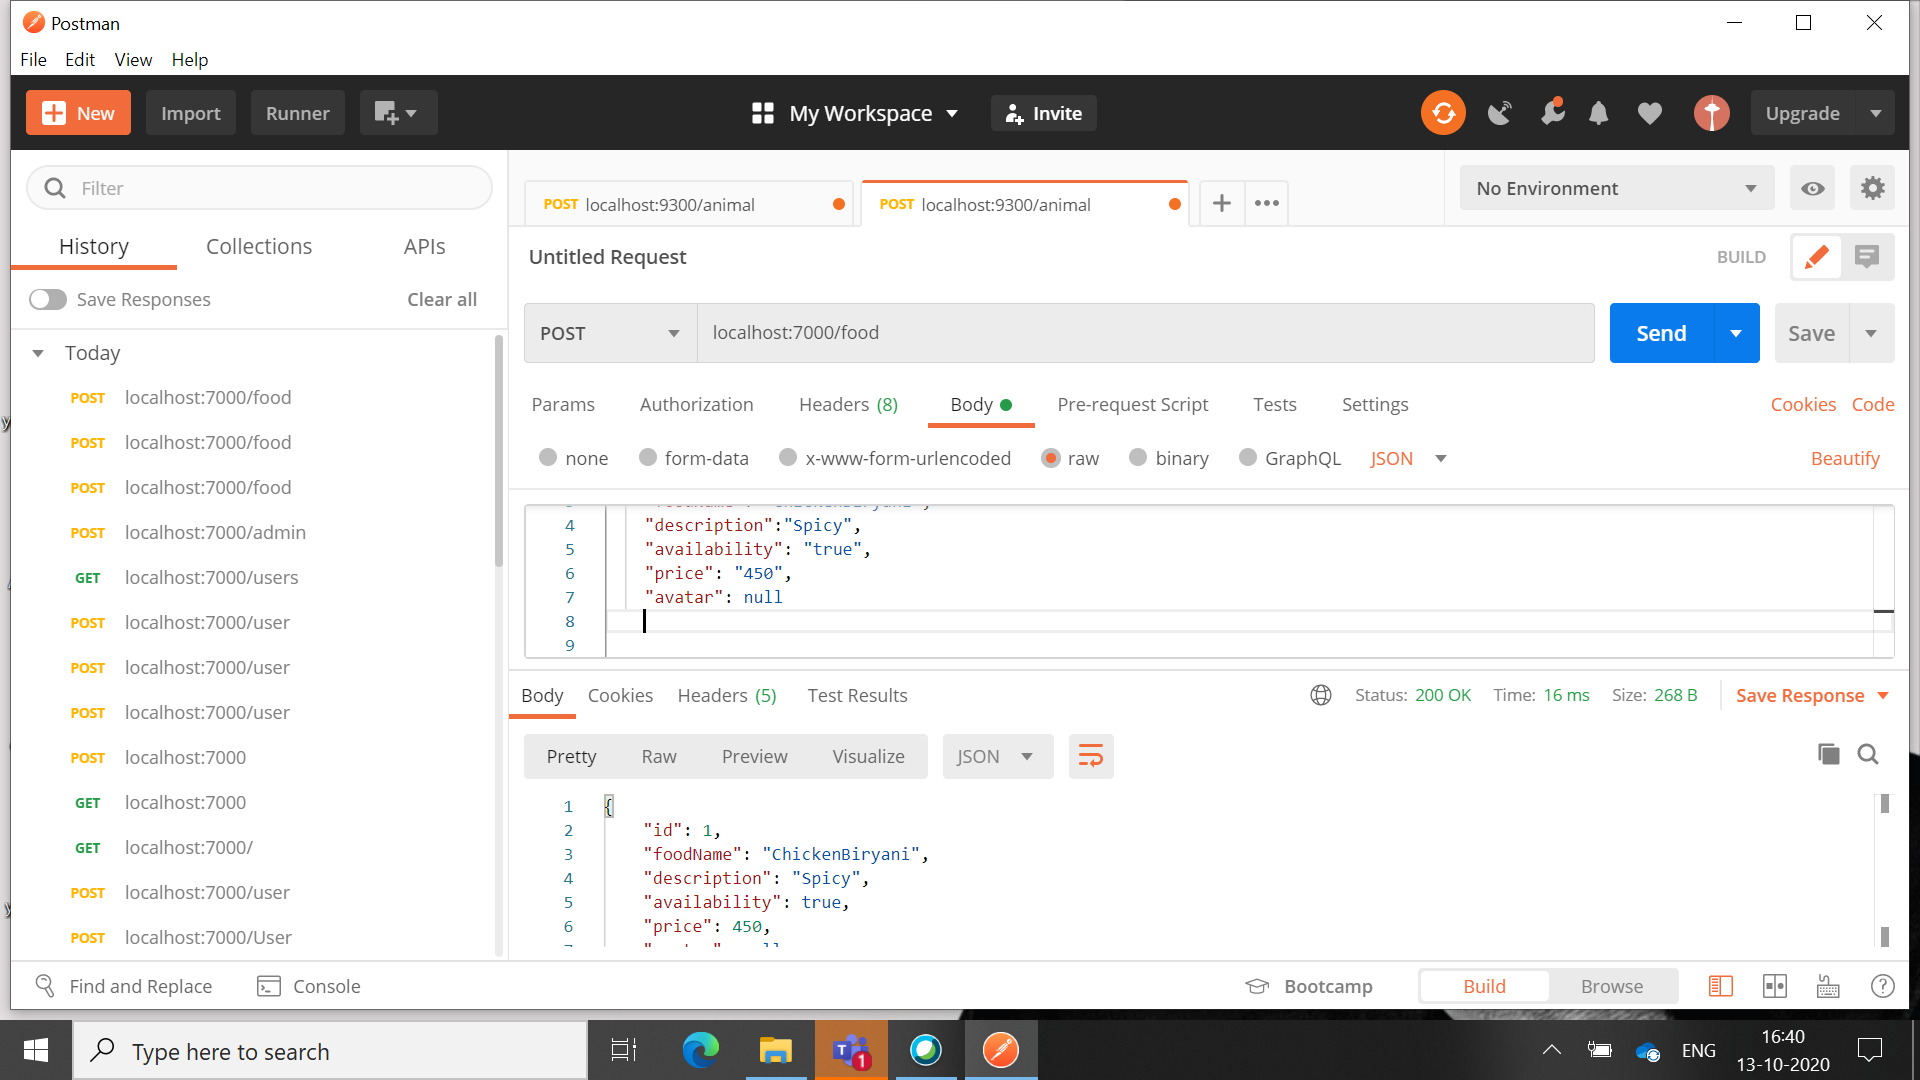 Postman
File Edit View Help
New Import Runner My Workspace Invite Upgrade
Filter
History Collections APIs
Save Responses Clear all
Today
POST localhost:7000/food
POST localhost:7000/food
POST localhost:7000/food
POST localhost:7000/admin
GET localhost:7000/users
POST localhost:7000/user
POST localhost:7000/user
POST localhost:7000/user
POST localhost:7000
GET localhost:7000
GET localhost:7000/
POST localhost:7000/user
POST localhost:7000/User
POST localhost:9300/animal POST localhost:9300/animal No Environment
Untitled Request BUILD
POST localhost:7000/food Send Save
Params Authorization Headers (8) Body Pre-request Script Tests Settings Cookies Code
none form-data x-www-form-urlencoded raw binary GraphQL JSON Beautify
4 "description":"Spicy",
5 "availability": "true",
6 "price": "450",
7 "avatar": null
8
9
Body Cookies Headers (5) Test Results Status: 200 OK Time: 16 ms Size: 268 B Save Response
Pretty Raw Preview Visualize JSON
1 {
2 "id": 1,
3 "foodName": "ChickenBiryani",
4 "description": "Spicy",
5 "availability": true,
6 "price": 450,
Find and Replace Console Bootcamp Build Browse
Type here to search 1 ENG 16:40
13-10-2020